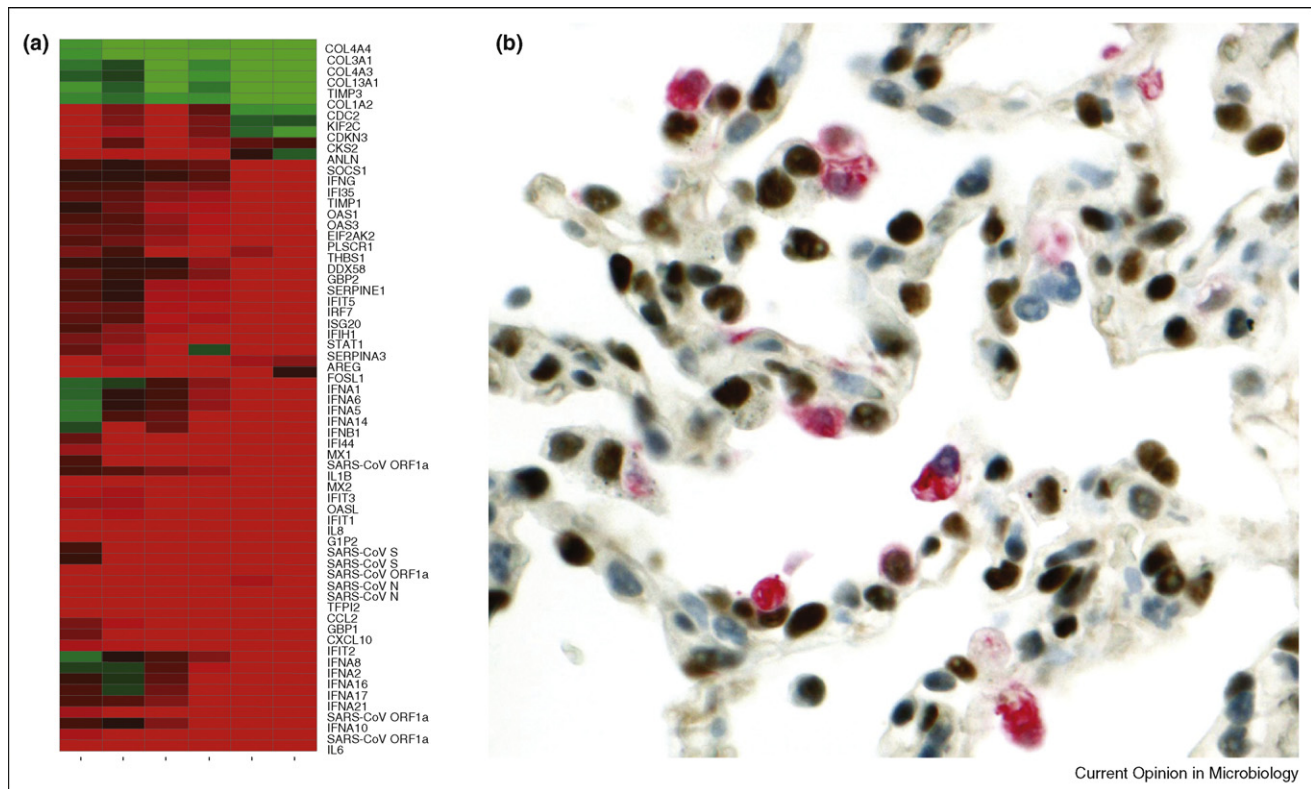 (a)
COL4A4
COL3A1
COL4A3
COL13A1
TIMP3
COL1A2
CDC2
KIF2C
CDKN3
CKS2
ANLN
SOCS1
IFNG
IFI35
TIMP1
OAS1
OAS3
EIF2AK2
PLSCR1
THBS1
DDX58
GBP2
SERPINE1
IFIT5
IRF7
ISG20
IFIH1
STAT1
SERPINA3
AREG
FOSL1
IFNA1
IFNA6
IFNA5
IFNA14
IFNB1
IFI44
MX1
SARS-CoV ORF1a
IL1B
MX2
IFIT3
OASL
IFIT1
IL8
G1P2
SARS-CoV S
SARS-CoV S
SARS-CoV ORF1a
SARS-CoV N
SARS-CoV N
TFPI2
CCL2
GBP1
CXCL10
IFIT2
IFNA8
IFNA2
IFNA16
IFNA17
IFNA21
SARS-CoV ORF1a
IFNA10
SARS-CoV ORF1a
IL6
(b)
Current Opinion in Microbiology